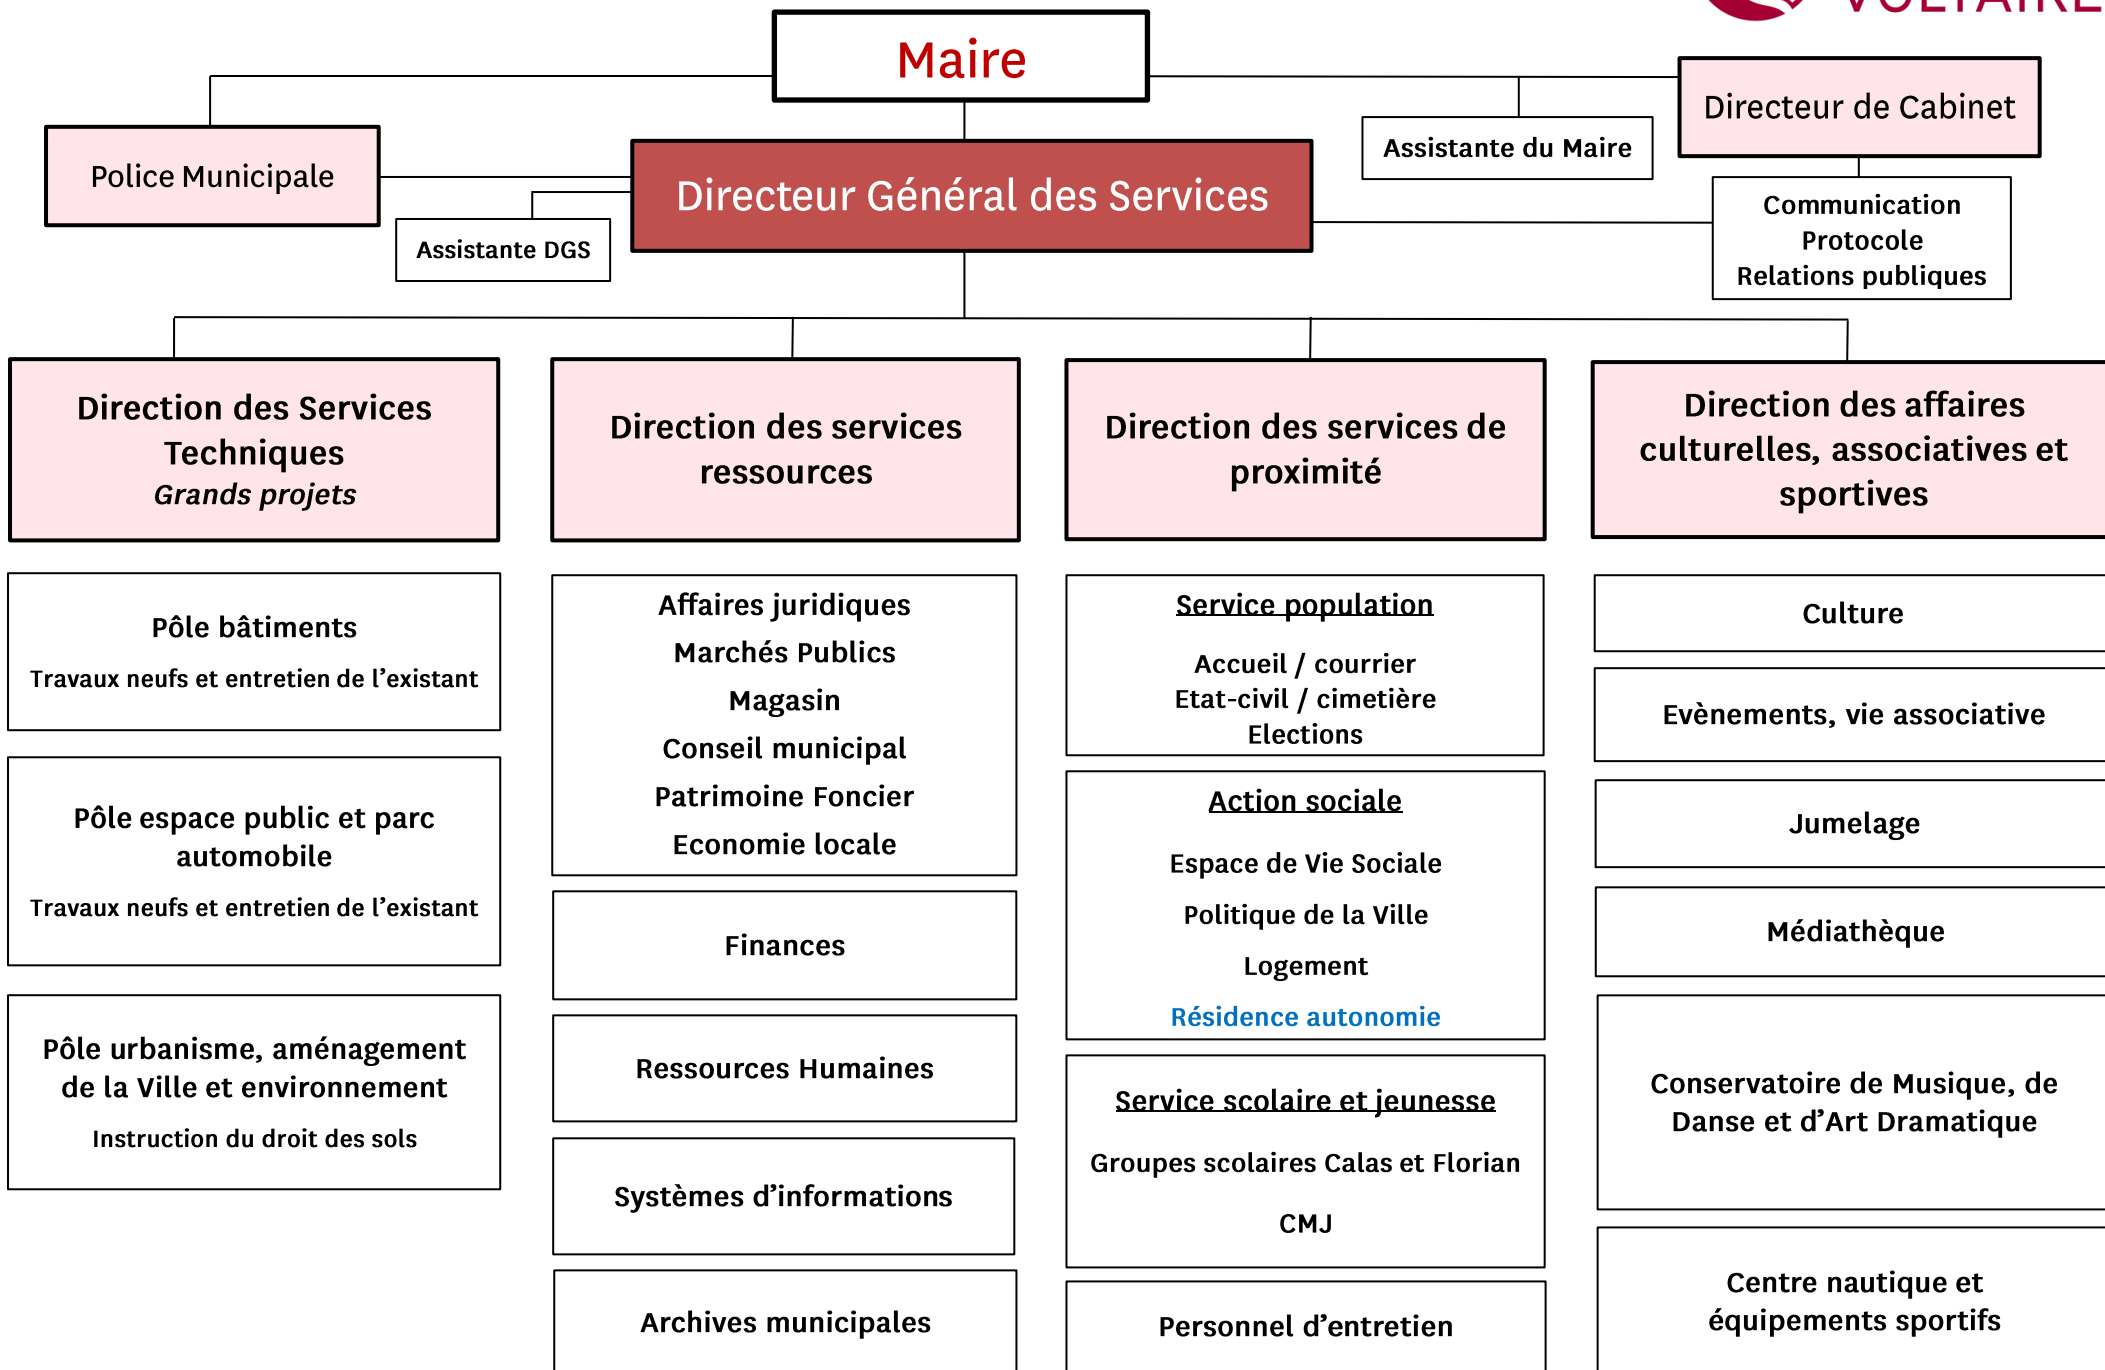 VOLTAIRE
Maire
Directeur de Cabinet
Assistante du Maire
Police Municipale
Directeur Général des Services
Communication
Protocole
Relations publiques
Assistante DGS
Direction des Services
Techniques
Grands projets
Direction des services
ressources
Direction des services de
proximité
Direction des affaires
culturelles, associatives et
sportives
Pôle bâtiments
Travaux neufs et entretien de l’existant
Pôle espace public et parc
automobile
Travaux neufs et entretien de l’existant
Pôle urbanisme, aménagement
de la Ville et environnement
Instruction du droit des sols
Affaires juridiques
Marchés Publics
Magasin
Conseil municipal
Patrimoine Foncier
Economie locale
Finances
Ressources Humaines
Systèmes d’informations
Archives municipales
Service population
Accueil / courrier
Etat-civil / cimetière
Elections
Action sociale
Espace de Vie Sociale
Politique de la Ville
Logement
Résidence autonomie
Service scolaire et jeunesse
Groupes scolaires Calas et Florian
CMJ
Personnel d’entretien
Culture
Evènements, vie associative
Jumelage
Médiathèque
Conservatoire de Musique, de
Danse et d’Art Dramatique
Centre nautique et
équipements sportifs